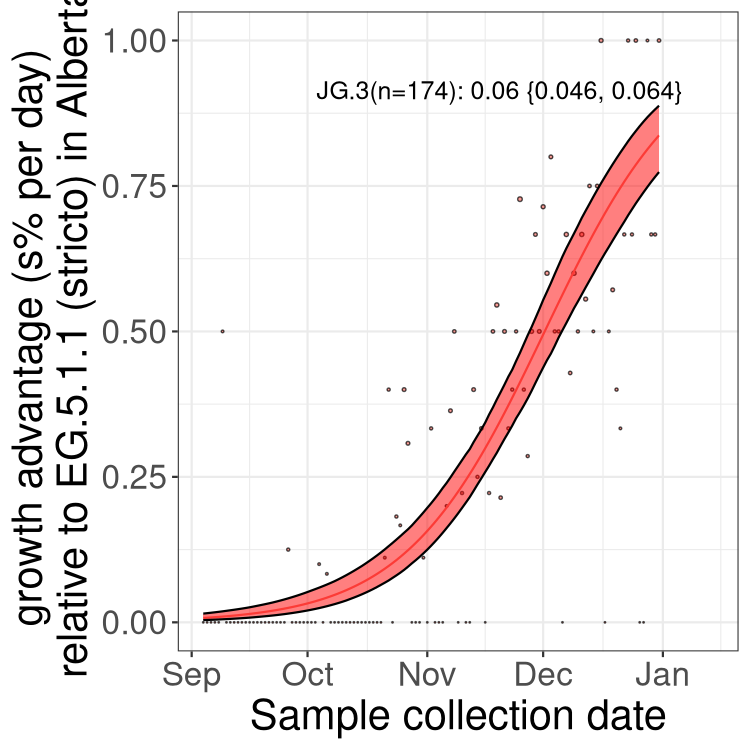 growth advantage (s% per day)
relative to EG.5.1.1 (stricto) in Alberta
1.00
0.75
0.50
0.25
0.00
JG.3(n=174): 0.06 {0.046, 0.064}
Sep Oct Nov Dec Jan
Sample collection date